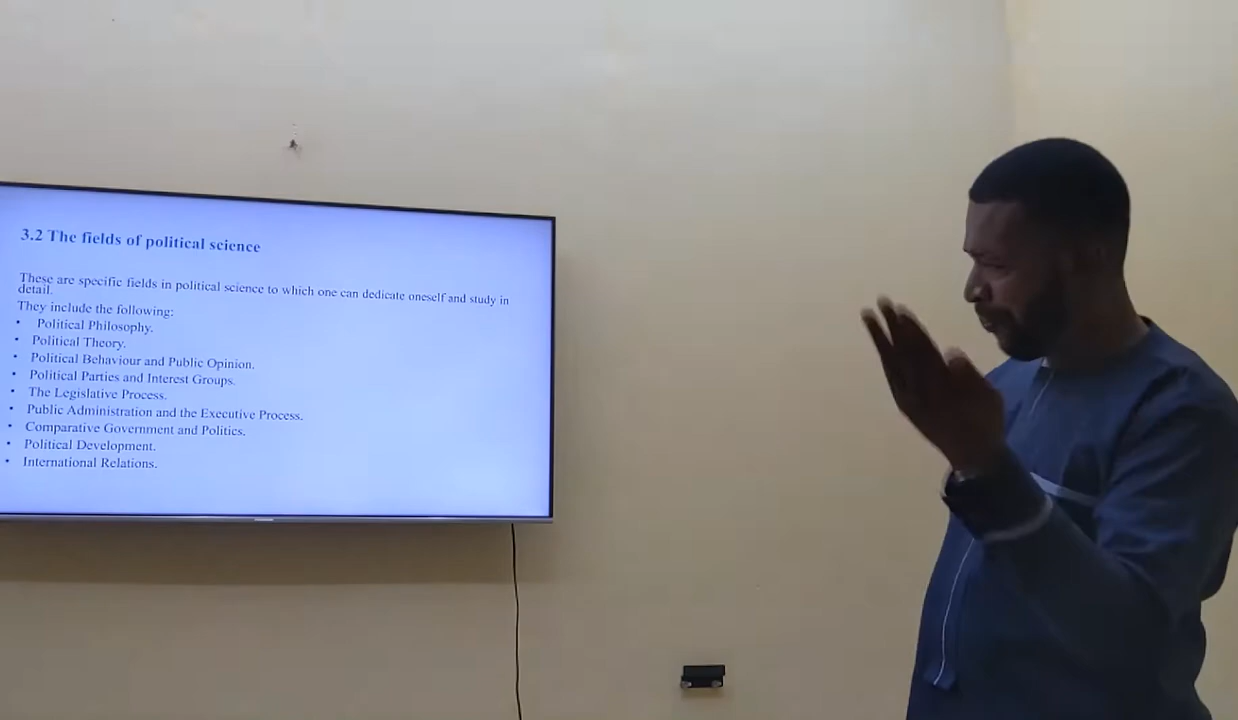 3.2 The fields of political science
These are specific fields in political science to which one can dedicate oneself and study in
detail.
They include the following:
• Political Philosophy.
• Political Theory.
• Political Behaviour and Public Opinion.
• Political Parties and Interest Groups.
• The Legislative Process.
• Public Administration and the Executive Process.
• Comparative Government and Politics.
• Political Development.
• International Relations.